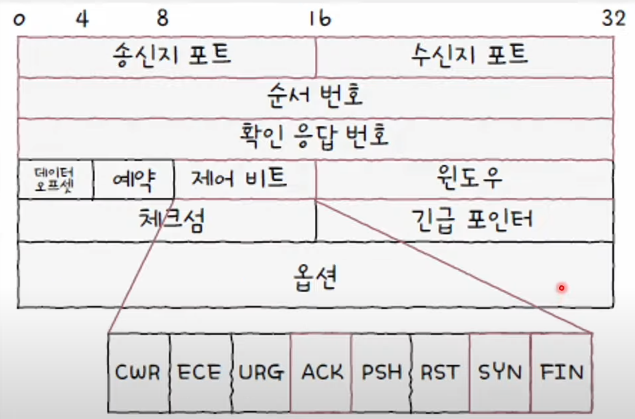 0 4 8 16 32
송신지 포트 수신지 포트
순서 번호
확인 응답 번호
데이터
오프셋
예약 제어 비트 윈도우
체크섬 긴급 포인터
옵션
CWR ECE URG ACK PSH RST SYN FIN